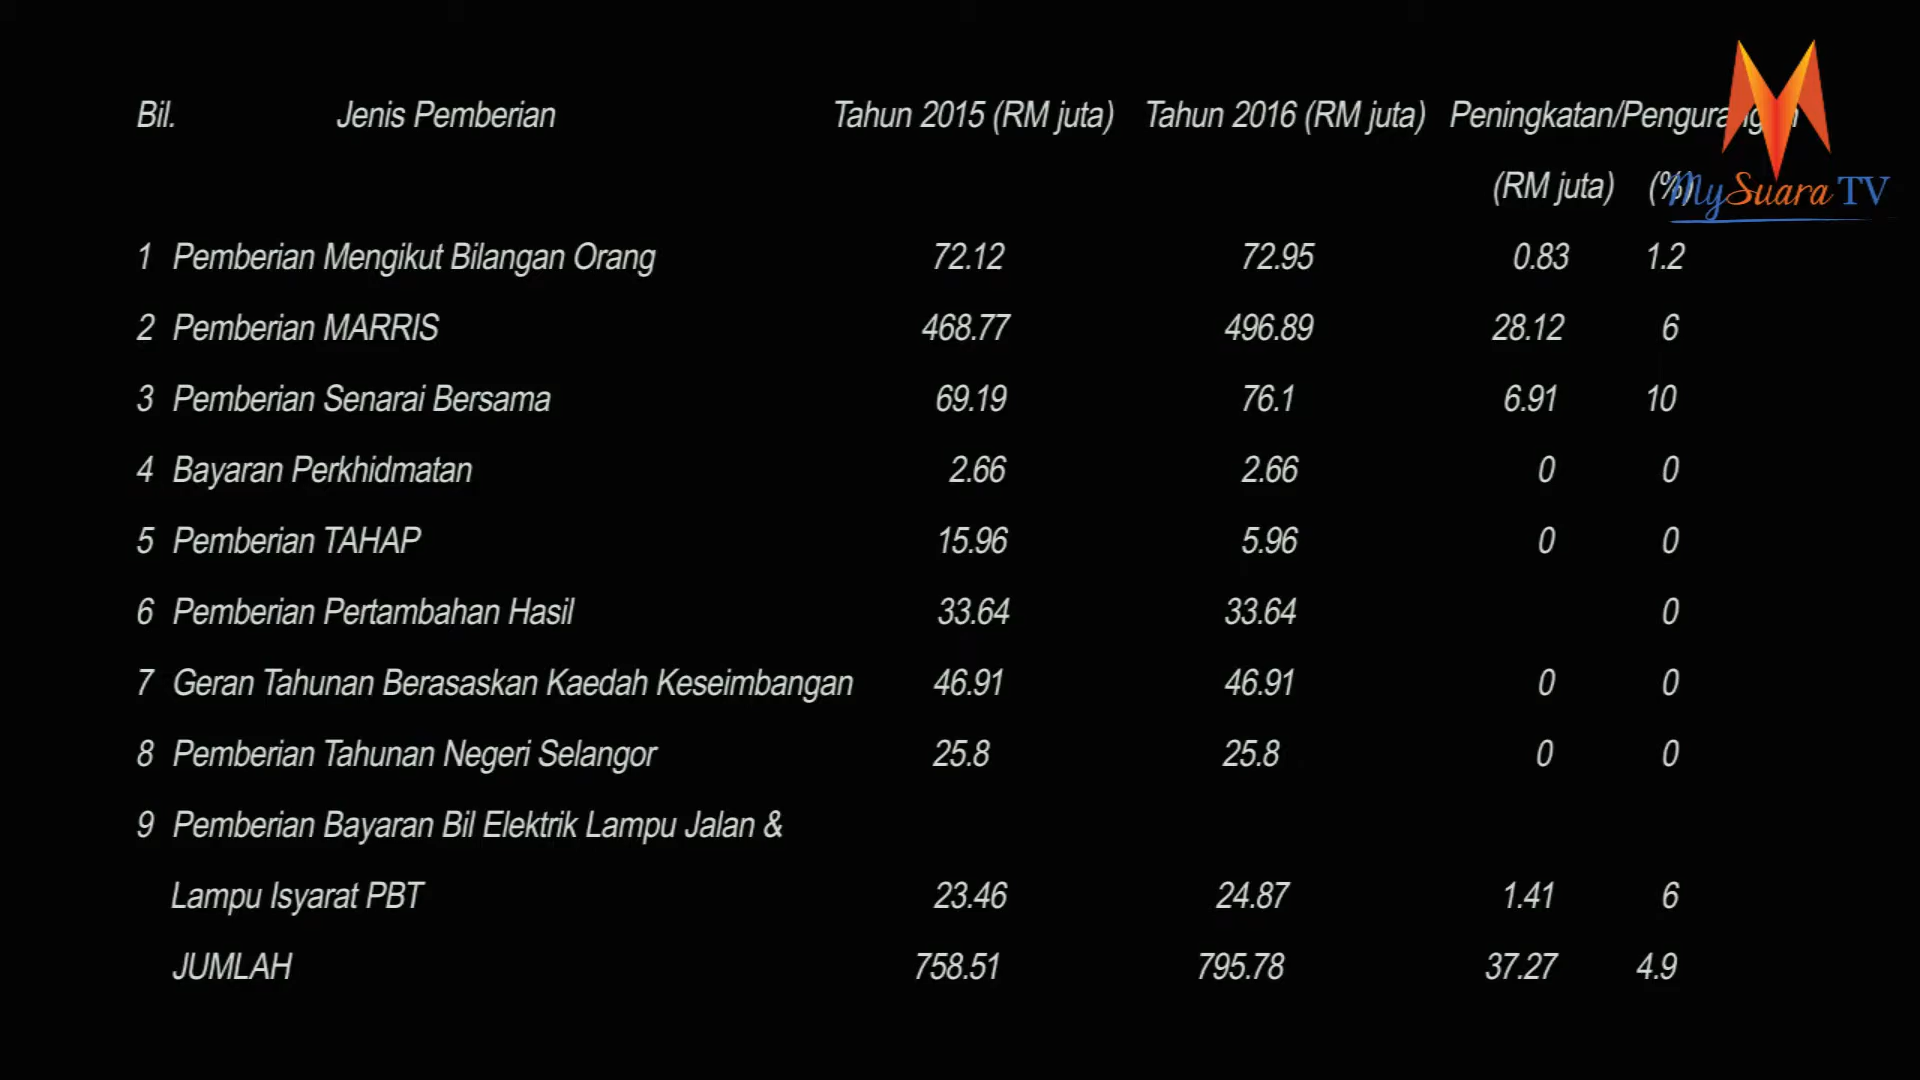 Bil. Jenis Pemberian Tahun 2015 (RM juta) Tahun 2016 (RM juta) Peningkatan/Pengurangan
(RM juta) (%)
MySuara TV
1 Pemberian Mengikut Bilangan Orang 72.12 72.95 0.83 1.2
2 Pemberian MARRIS 468.77 496.89 28.12 6
3 Pemberian Senarai Bersama 69.19 76.1 6.91 10
4 Bayaran Perkhidmatan 2.66 2.66 0 0
5 Pemberian TAHAP 15.96 5.96 0 0
6 Pemberian Pertambahan Hasil 33.64 33.64 0
7 Geran Tahunan Berasaskan Kaedah Keseimbangan 46.91 46.91 0 0
8 Pemberian Tahunan Negeri Selangor 25.8 25.8 0 0
9 Pemberian Bayaran Bil Elektrik Lampu Jalan &
Lampu Isyarat PBT 23.46 24.87 1.41 6
JUMLAH 758.51 795.78 37.27 4.9